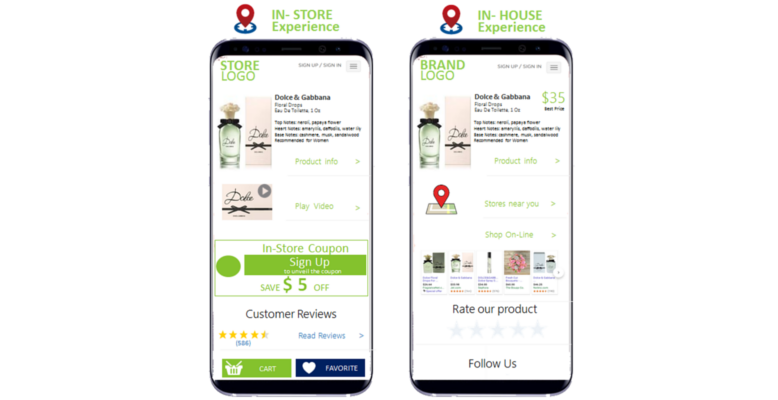 IN- STORE
Experience
STORE
LOGO
SIGN UP / SIGN IN
Dolce & Gabbana
Floral Drops
Eau De Toilette, 1 Oz
Top Notes: neroli, papaya flower
Heart Notes: amaryllis, daffodils, water lily
Base Notes: cashmere, musk, sandalwood
Recommended for Women
Dolce
Product info >
Dolce
Play Video >
In-Store Coupon
Sign Up
to unveil the coupon
SAVE $ 5 OFF
Customer Reviews
(586)
Read Reviews >
CART
FAVORITE
IN- HOUSE
Experience
BRAND
LOGO
SIGN UP / SIGN IN
Dolce & Gabbana
Floral Drops
Eau De Toilette, 1 Oz
$35
Best Price
Top Notes: neroli, papaya flower
Heart Notes: amaryllis, daffodils, water lily
Base Notes: cashmere, musk, sandalwood
Recommended for Women
Dolce
Product info >
Stores near you >
Shop On-Line >
Rate our product
Follow Us